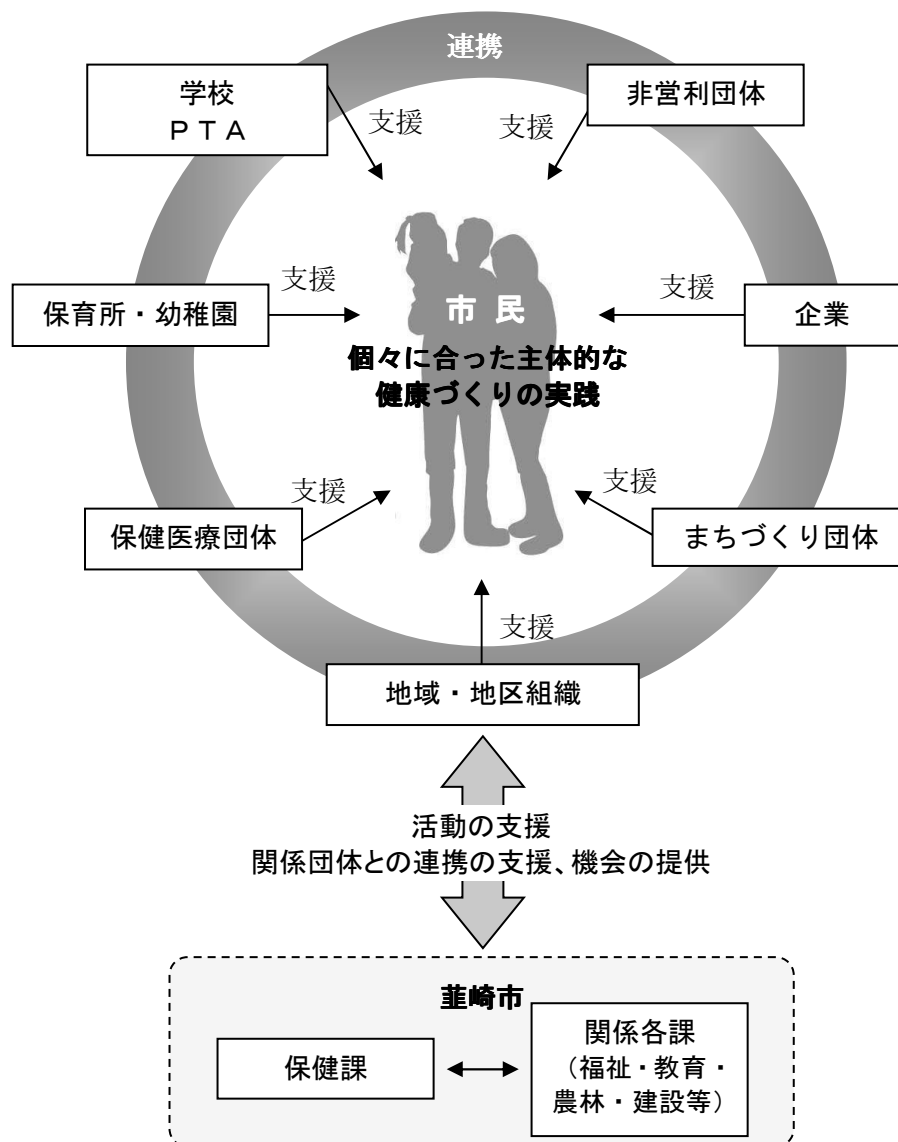 連携
学校
ＰＴＡ
支援
支援
非営利団体
保育所・幼稚園
支援
市 民
支援
企業
個々に合った主体的な
健康づくりの実践
保健医療団体
支援
支援
まちづくり団体
支援
地域・地区組織
活動の支援
関係団体との連携の支援、機会の提供
韮崎市
保健課
関係各課
（福祉・教育・
農林・建設等）